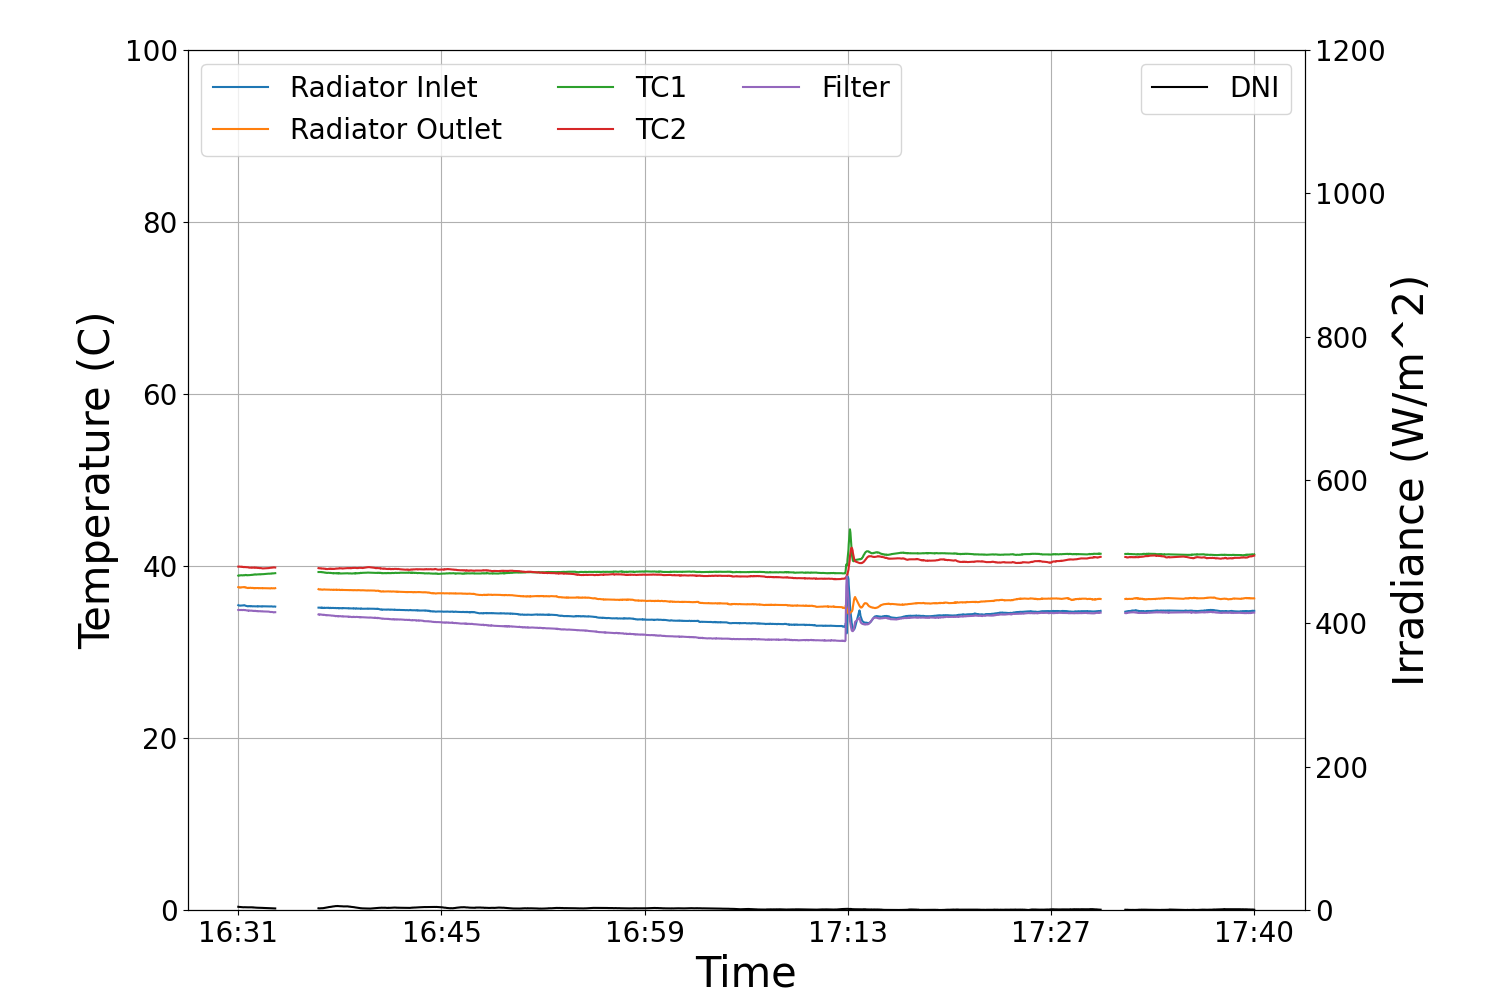 Radiator Inlet
Radiator Outlet
TC1
TC2
Filter
DNI
Temperature (C)
100
80
60
40
20
0
1200
1000
800
600
400
200
0
Irradiance (W/m^2)
16:31 16:45 16:59 17:13 17:27 17:40
Time